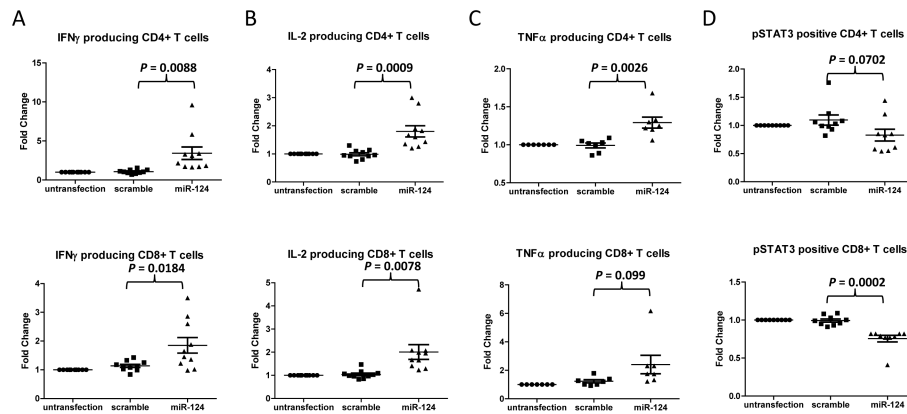 A
IFNγ producing CD4+ T cells
P = 0.0088
Fold Change
15
10
5
0
untransfection
scramble
miR-124
B
IL-2 producing CD4+ T cells
P = 0.0009
Fold Change
4
3
2
1
0
untransfection
scramble
miR-124
C
TNFα producing CD4+ T cells
P = 0.0026
Fold Change
2.0
1.5
1.0
0.5
untransfection
scramble
miR-124
D
pSTAT3 positive CD4+ T cells
P = 0.0702
Fold Change
2.0
1.5
1.0
0.5
0.0
untransfection
scramble
miR-124
IFNγ producing CD8+ T cells
P = 0.0184
Fold Change
4
3
2
1
0
untransfection
scramble
miR-124
IL-2 producing CD8+ T cells
P = 0.0078
Fold Change
5
4
3
2
1
0
untransfection
scramble
miR-124
TNFα producing CD8+ T cells
P = 0.099
Fold Change
8
6
4
2
0
untransfection
scramble
miR-124
pSTAT3 positive CD8+ T cells
P = 0.0002
Fold Change
1.5
1.0
0.5
0.0
untransfection
scramble
miR-124